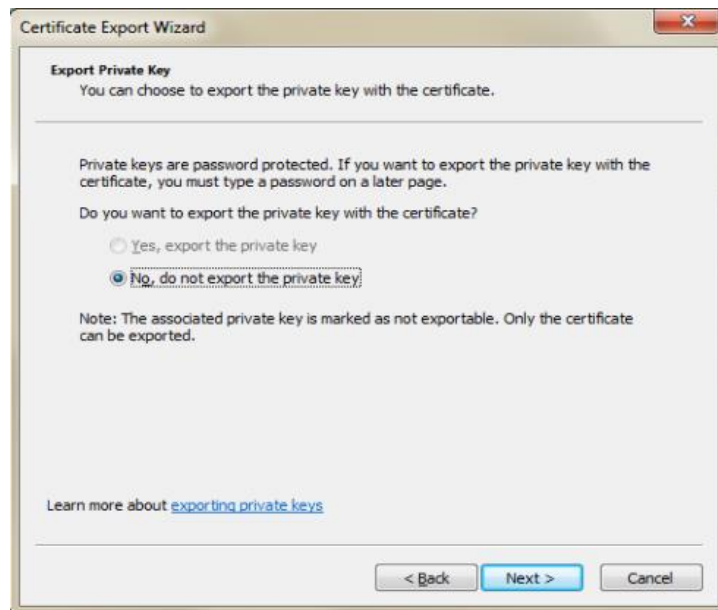 Certificate Export Wizard
Export Private Key
You can choose to export the private key with the certificate.
Private keys are password protected. If you want to export the private key with the
certificate, you must type a password on a later page.
Do you want to export the private key with the certificate?
Yes, export the private key
No, do not export the private key
Note: The associated private key is marked as not exportable. Only the certificate
can be exported.
Learn more about exporting private keys
< Back Next > Cancel